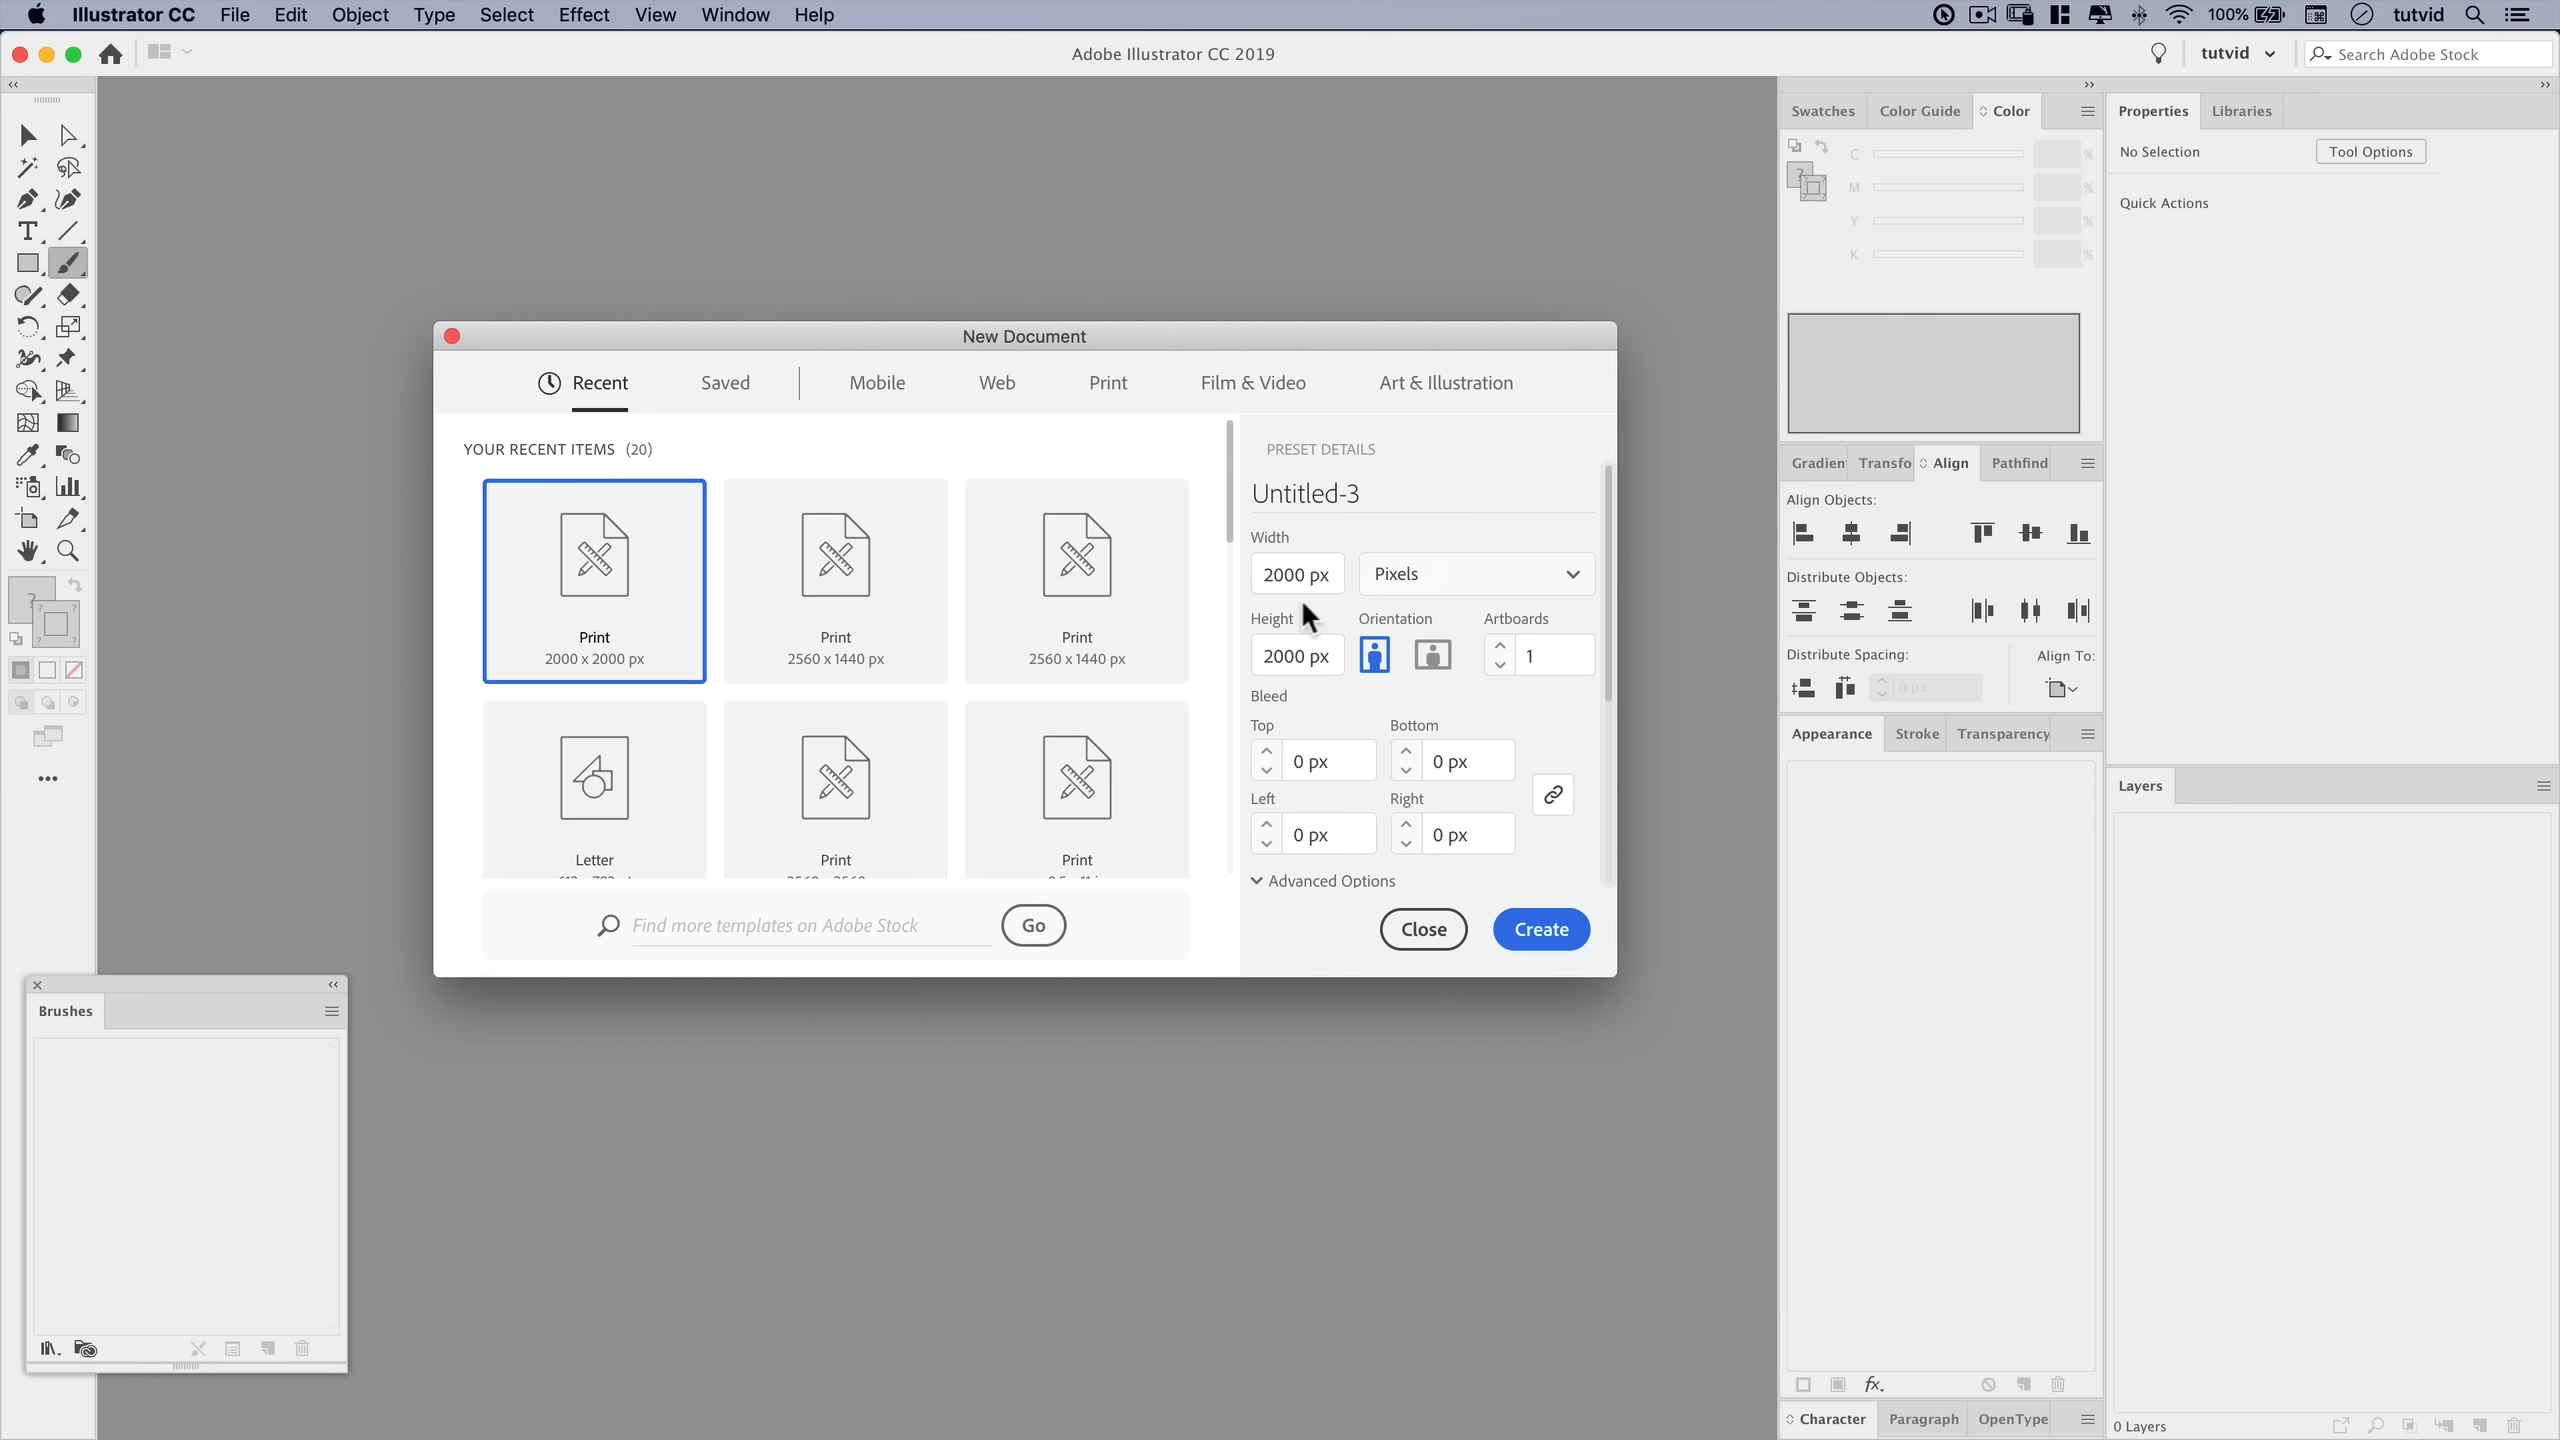 Illustrator CC File Edit Object Type Select Effect View Window Help
100% tutvid
Adobe Illustrator CC 2019
tutvid
Search Adobe Stock
Swatches Color Guide Color
C %
M %
Y %
K %
Properties Libraries
No Selection
Tool Options
Quick Actions
New Document
Recent Saved Mobile Web Print Film & Video Art & Illustration
YOUR RECENT ITEMS (20)
Print
2000 x 2000 px
Print
2560 x 1440 px
Print
2560 x 1440 px
Letter
Print
Print
Find more templates on Adobe Stock
Go
PRESET DETAILS
Untitled-3
Width
2000 px
Pixels
Height Orientation Artboards
2000 px
1
Bleed
Top Bottom
0 px 0 px
Left Right
0 px 0 px
Advanced Options
Close Create
Gradien Transfo Align Pathfind
Align Objects:
Distribute Objects:
Distribute Spacing: Align To:
0 px
Appearance Stroke Transparency
fx.
Character Paragraph OpenType
Layers
0 Layers
T
Brushes